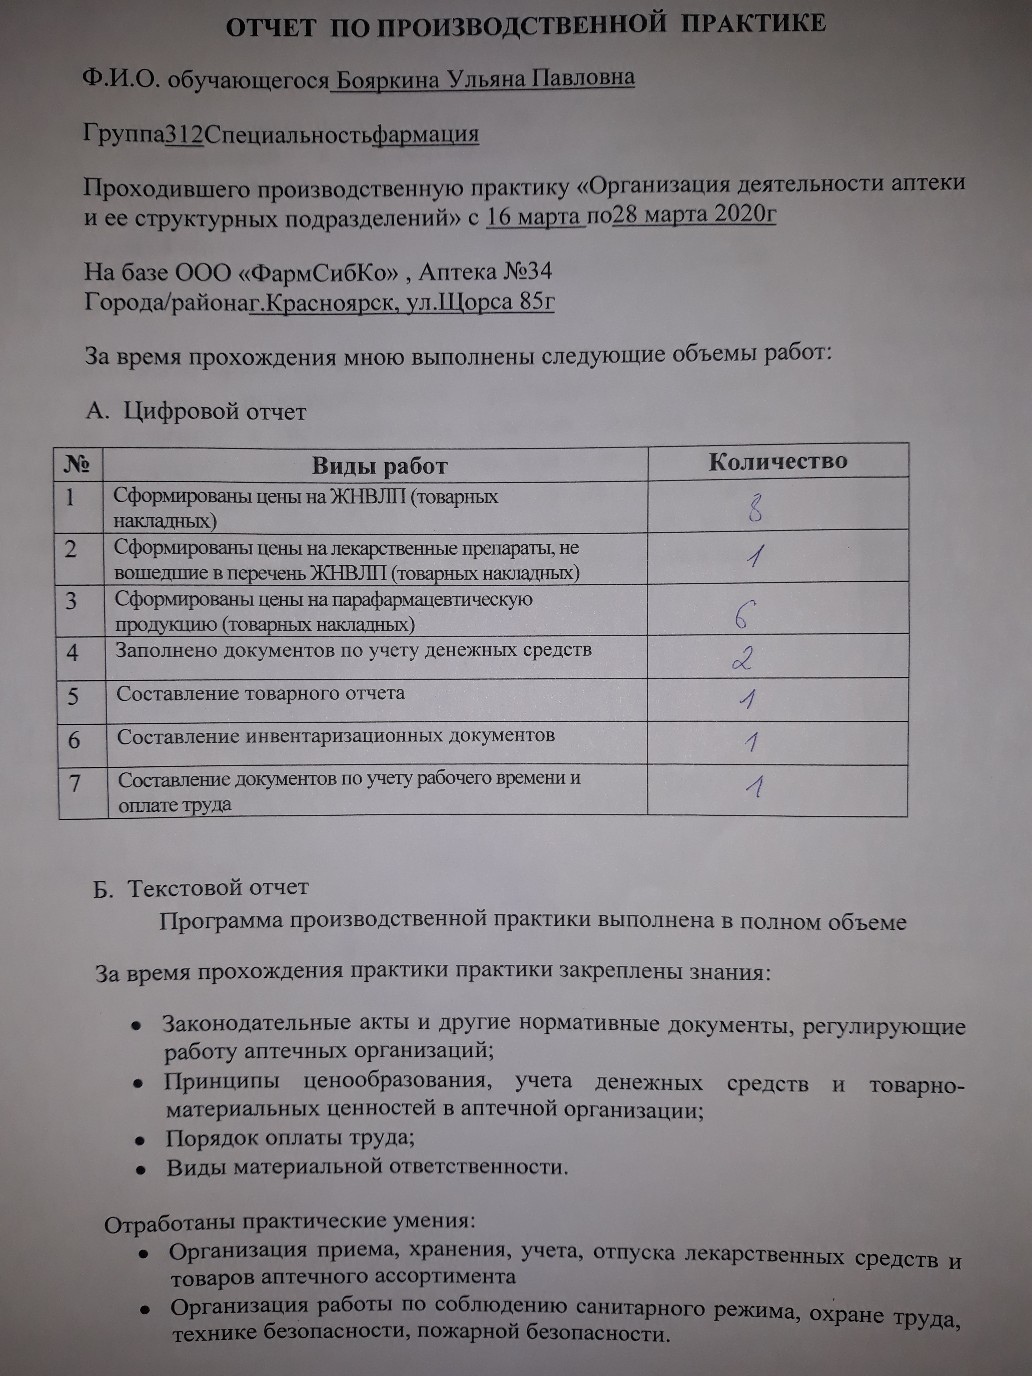 ОТЧЕТ ПО ПРОИЗВОДСТВЕННОЙ ПРАКТИКЕ
Ф.И.О. обучающегося Бояркина Ульяна Павловна
Группа312Специальностьфармация
Проходившего производственную практику «Организация деятельности аптеки
и ее структурных подразделений» с 16 марта по28 марта 2020г
На базе ООО «ФармСибКо» , Аптека №34
Города/районаг.Красноярск, ул.Щорса 85г
За время прохождения мною выполнены следующие объемы работ:
А. Цифровой отчет
№ Виды работ Количество
1 Сформированы цены на ЖНВЛП (товарных
накладных) 8
2 Сформированы цены на лекарственные препараты, не
вошедшие в перечень ЖНВЛП (товарных накладных) 1
3 Сформированы цены на парафармацевтическую
продукцию (товарных накладных) 6
4 Заполнено документов по учету денежных средств 2
5 Составление товарного отчета 1
6 Составление инвентаризационных документов 1
7 Составление документов по учету рабочего времени и
оплате труда 1
Б. Текстовой отчет
Программа производственной практики выполнена в полном объеме
За время прохождения практики практики закреплены знания:
• Законодательные акты и другие нормативные документы, регулирующие
работу аптечных организаций;
• Принципы ценообразования, учета денежных средств и товарно-
материальных ценностей в аптечной организации;
• Порядок оплаты труда;
• Виды материальной ответственности.
Отработаны практические умения:
• Организация приема, хранения, учета, отпуска лекарственных средств и
товаров аптечного ассортимента
• Организация работы по соблюдению санитарного режима, охране труда,
технике безопасности, пожарной безопасности.